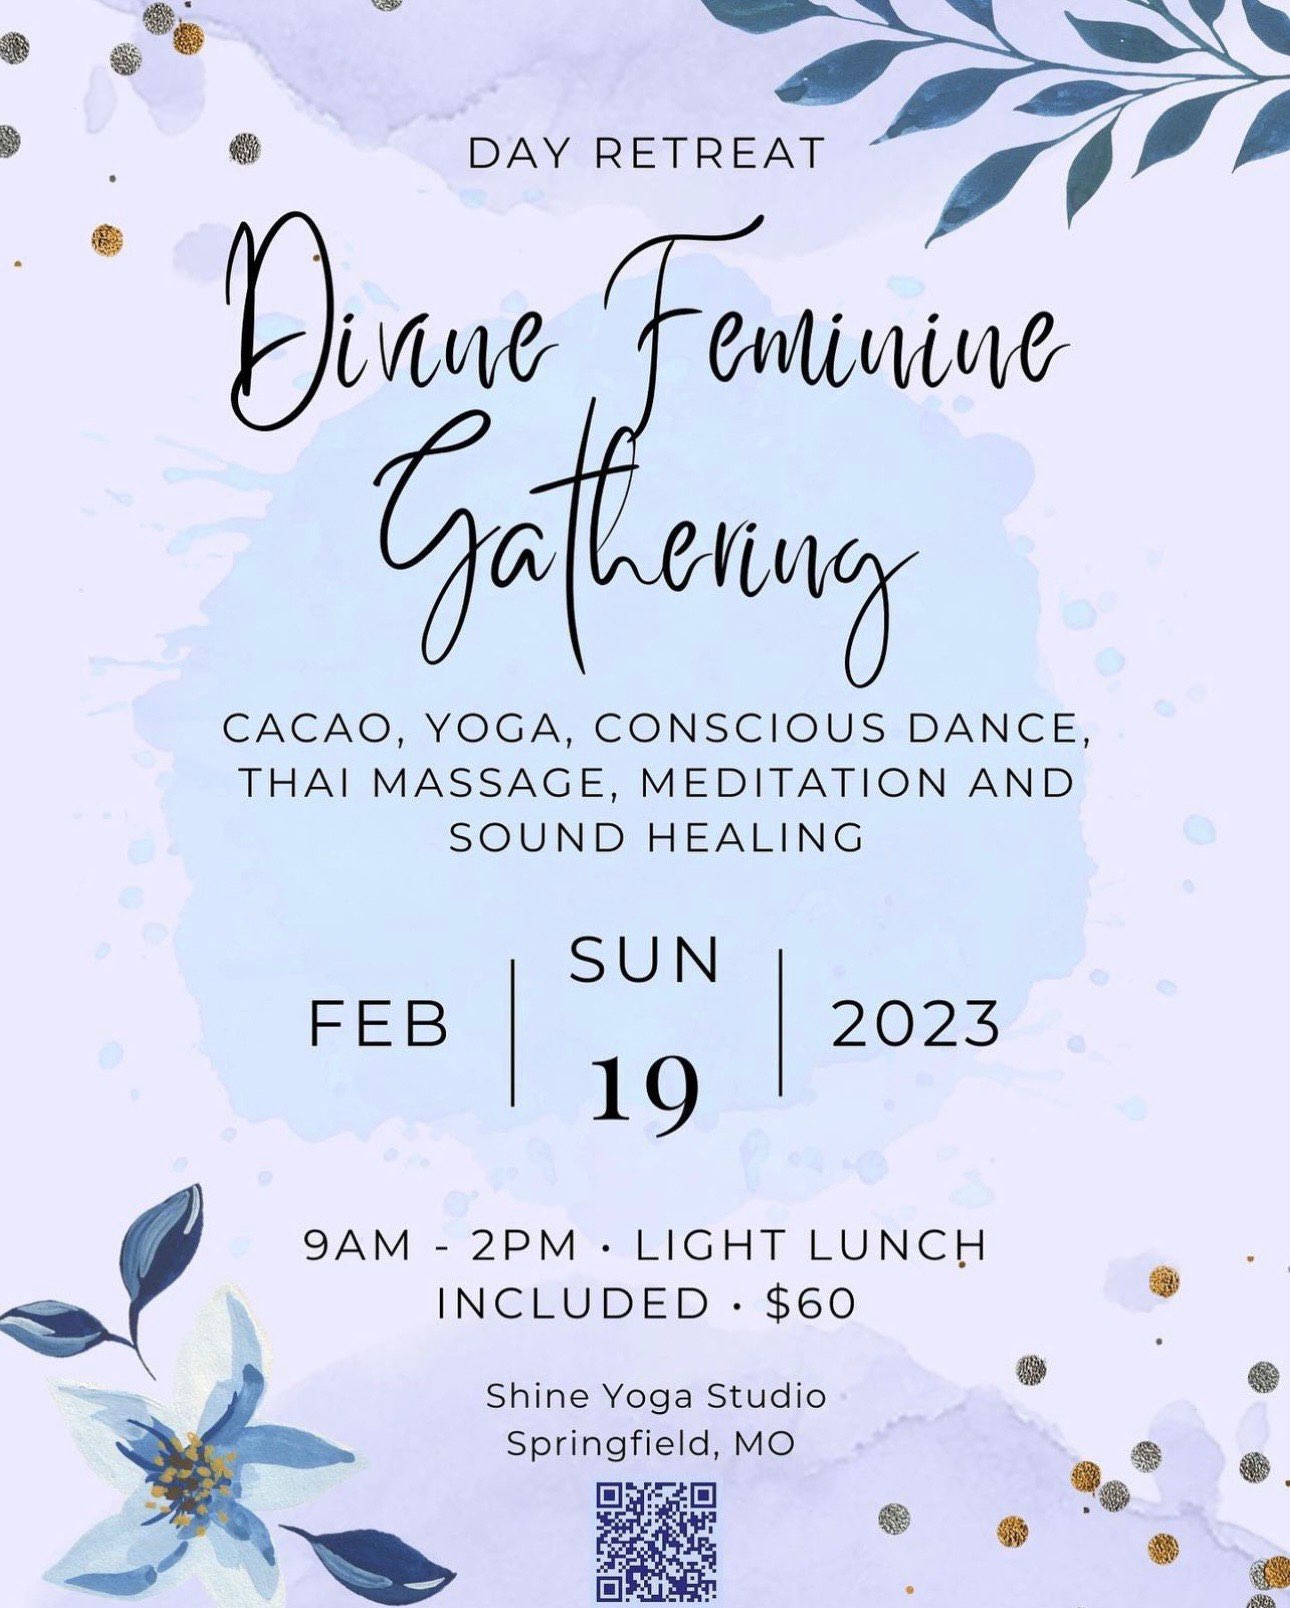 DAY RETREAT
Divine Feminine
Gathering
CACAO, YOGA, CONSCIOUS DANCE,
THAI MASSAGE, MEDITATION AND
SOUND HEALING
FEB
SUN
19
2023
9AM - 2PM • LIGHT LUNCH
INCLUDED • $60
Shine Yoga Studio
Springfield, MO